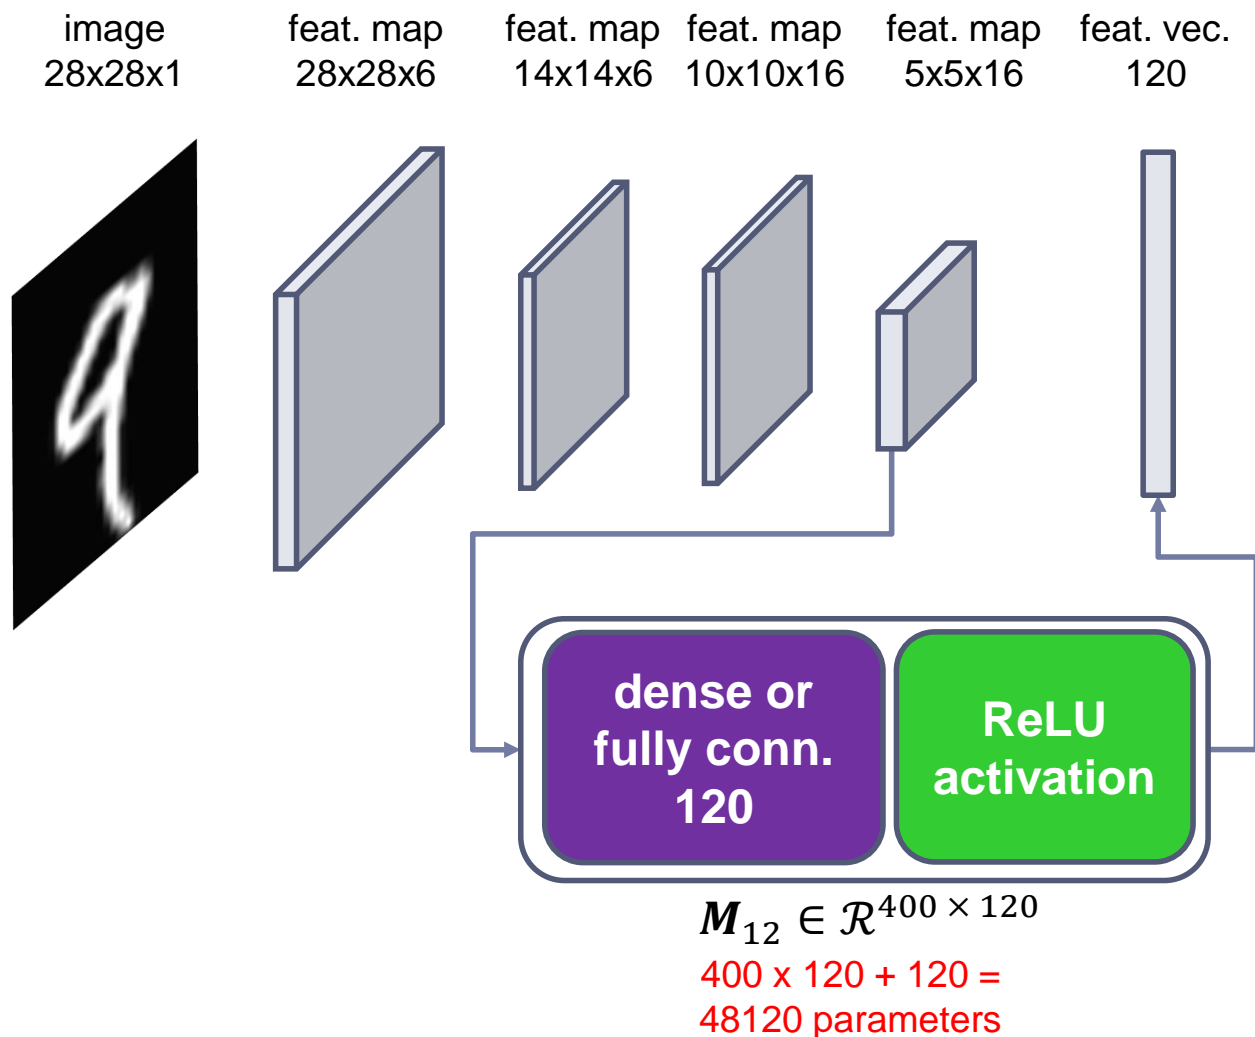 image feat. map feat. map feat. map feat. map feat. vec.
28x28x1 28x28x6 14x14x6 10x10x16 5x5x16 120
dense or
fully conn.
120
ReLU
activation
𝑴₁₂ ∈ ℛ^{400 × 120}
400 x 120 + 120 =
48120 parameters